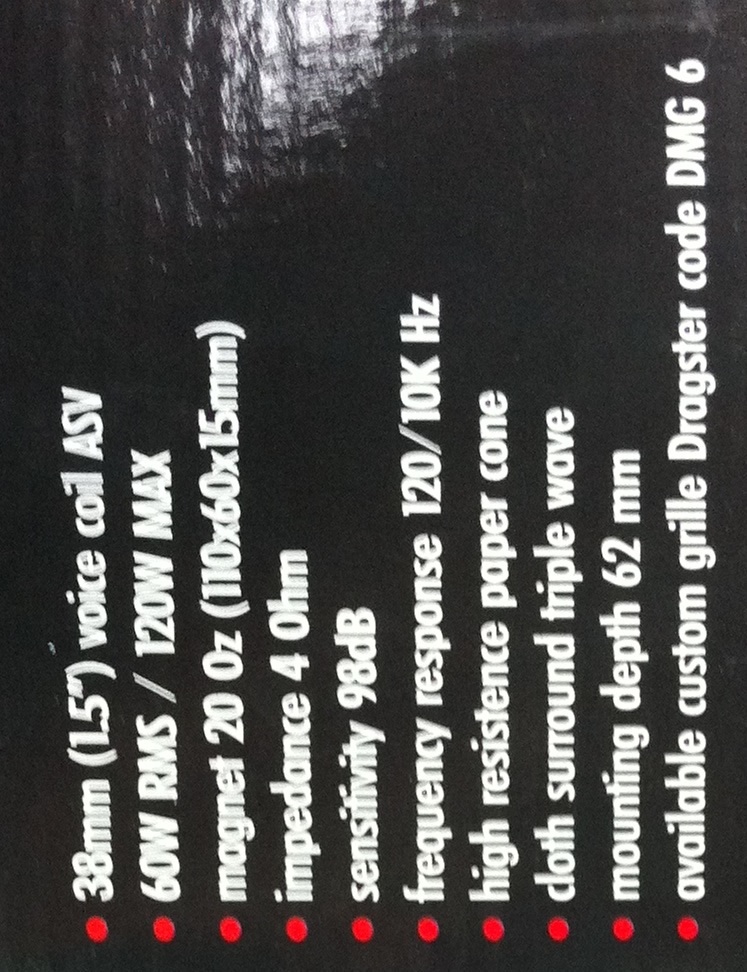 38mm (1.5") voice coil ASV
60W RMS / 120W MAX
magnet 20 Oz (110x60x15mm)
impedance 4 Ohm
sensitivity 98dB
frequency response 120/10K Hz
high resistence paper cone
cloth surround triple wave
mounting depth 62 mm
available custom grille Dragster code DMG 6